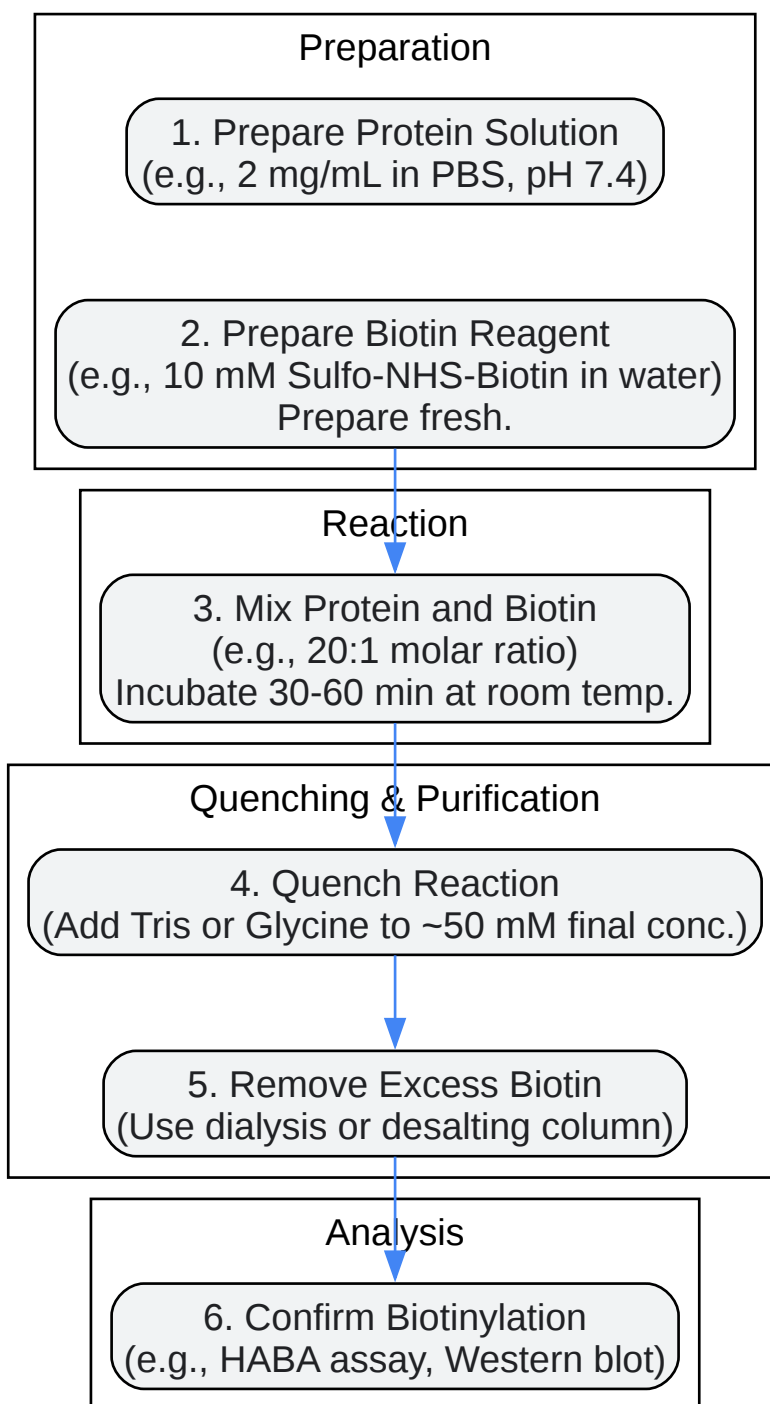 Preparation
1. Prepare Protein Solution
(e.g., 2 mg/mL in PBS, pH 7.4)
2. Prepare Biotin Reagent
(e.g., 10 mM Sulfo-NHS-Biotin in water)
Prepare fresh.
Reaction
3. Mix Protein and Biotin
(e.g., 20:1 molar ratio)
Incubate 30-60 min at room temp.
Quenching & Purification
4. Quench Reaction
(Add Tris or Glycine to ~50 mM final conc.)
5. Remove Excess Biotin
(Use dialysis or desalting column)
Analysis
6. Confirm Biotinylation
(e.g., HABA assay, Western blot)